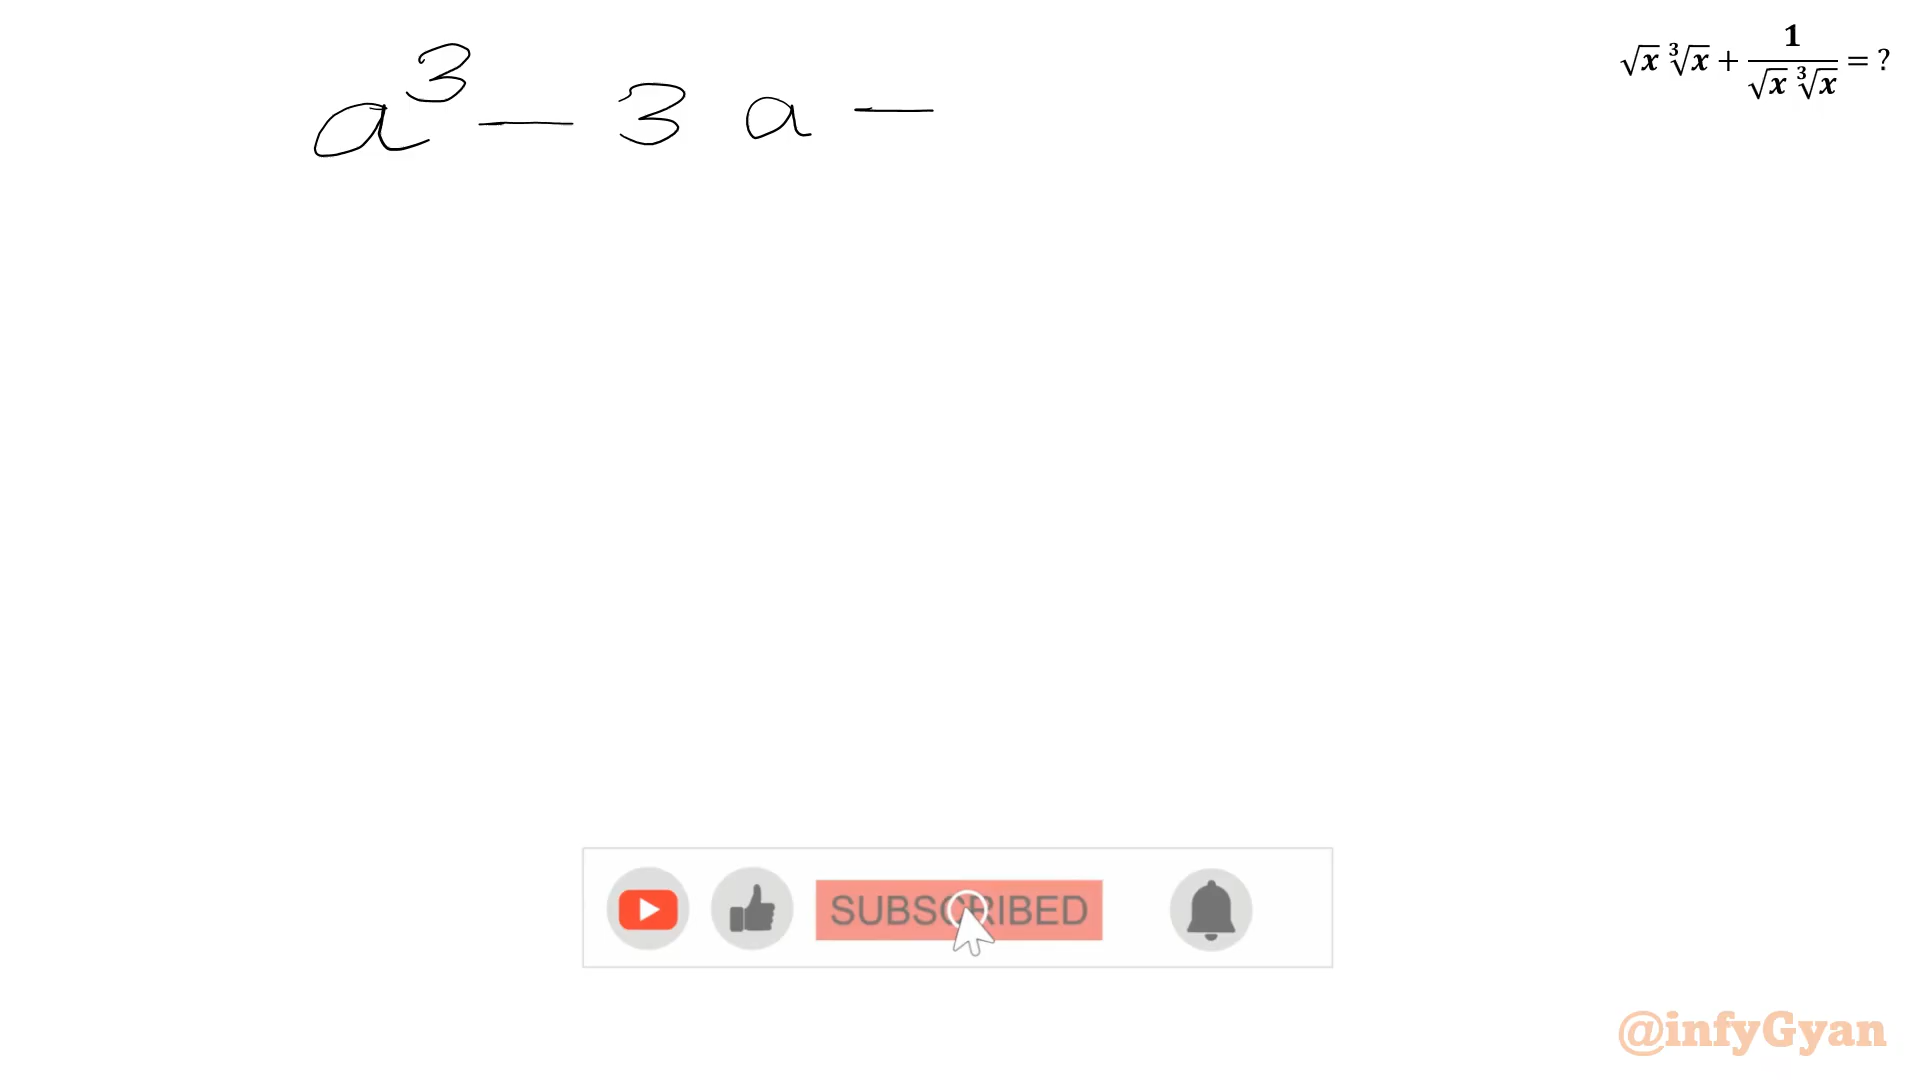 a³ — 3 a —
√x ∛x + 1/(√x ∛x) = ?
SUBSCRIBED
@infyGyan